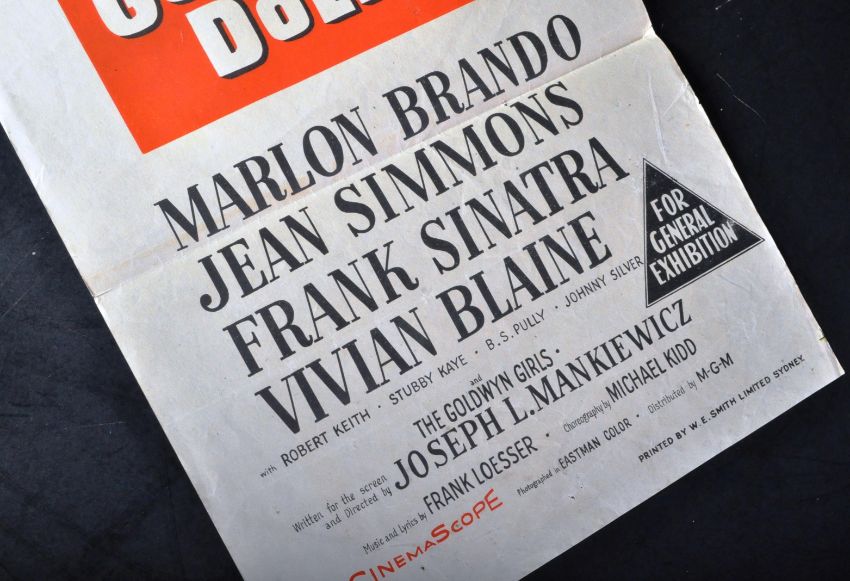 MARLON BRANDO
JEAN SIMMONS
FRANK SINATRA
VIVIAN BLAINE
with ROBERT KEITH · STUBBY KAYE · B.S. PULLY · JOHNNY SILVER
and
THE GOLDWYN GIRLS ·
Written for the screen
and Directed by JOSEPH L. MANKIEWICZ
Music and Lyrics by FRANK LOESSER · Choreography by MICHAEL KIDD
CINEMASCOPE
Photographed in EASTMAN COLOR · Distributed by M-G-M
PRINTED BY W. E. SMITH LIMITED SYDNEY.
FOR
GENERAL
EXHIBITION